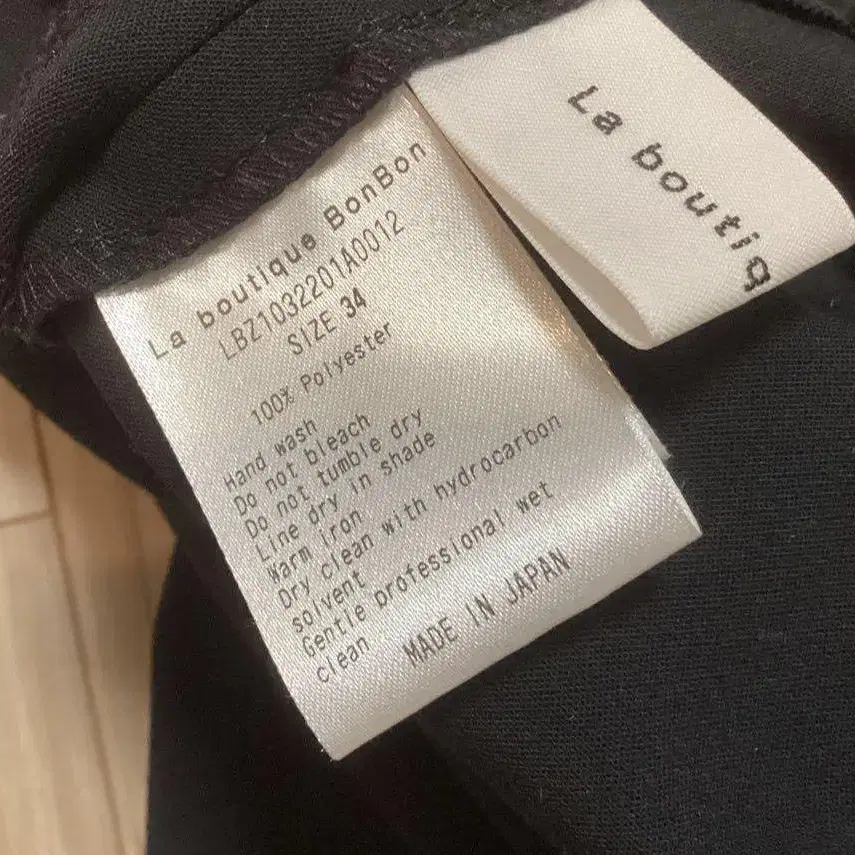 La boutique BonBon
LBZ1032201A0012
SIZE 34
100% Polyester
Hand wash
Do not bleach
Do not tumble dry
Line dry in shade
Warm iron
Dry clean with hydrocarbon
solvent
Gentle professional wet
clean
MADE IN JAPAN
La boutiq